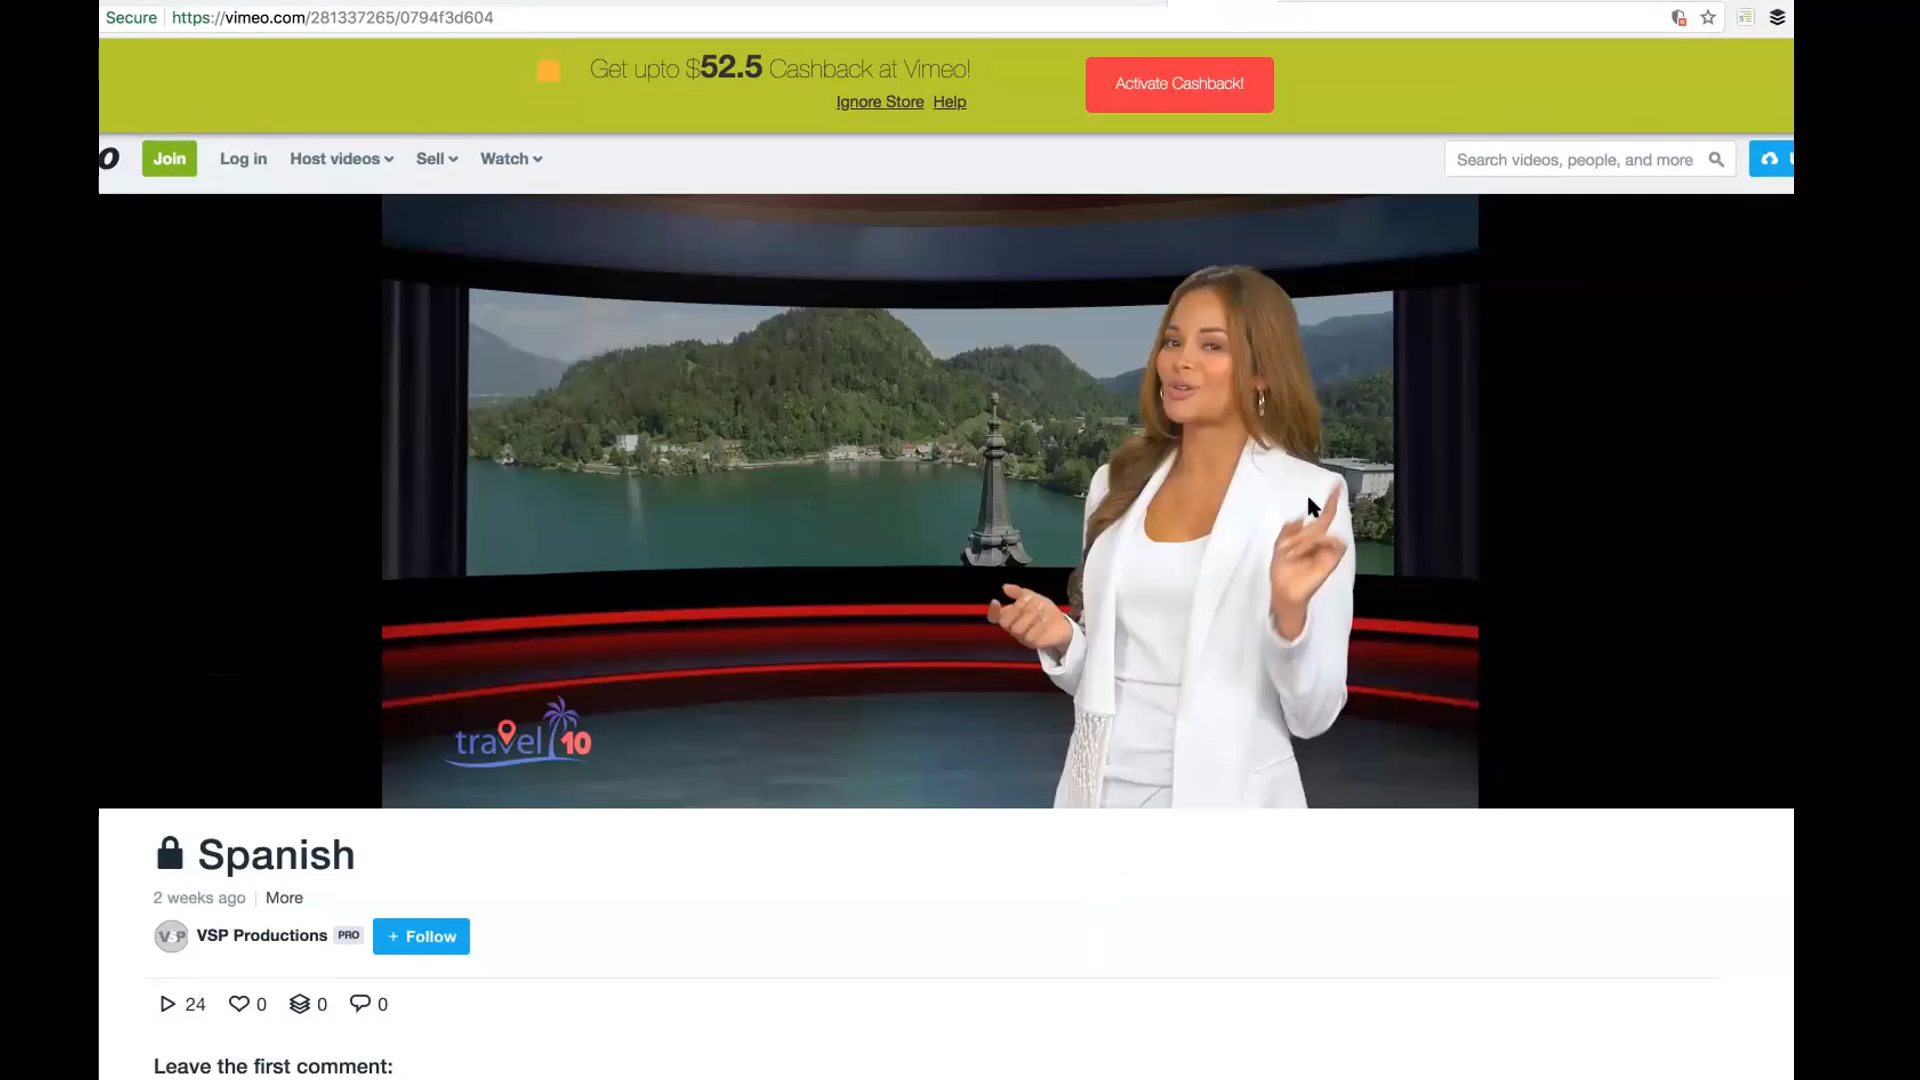 Secure https://vimeo.com/281337265/0794f3d604
Get upto $52.5 Cashback at Vimeo!
Ignore Store Help
Activate Cashback!
o Join Log in Host videos Sell Watch
Search videos, people, and more
travel 10
Spanish
2 weeks ago More
VSP VSP Productions PRO + Follow
24 0 0 0
Leave the first comment: